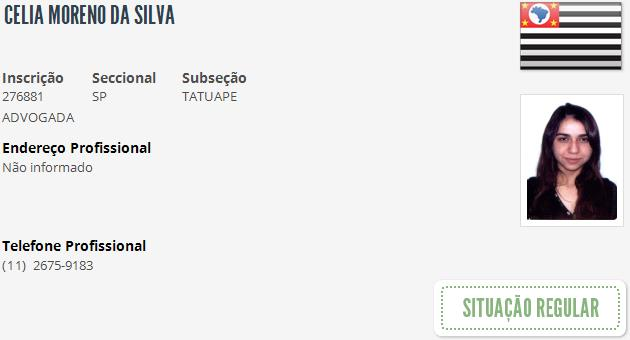 CELIA MORENO DA SILVA
Inscrição Seccional Subseção
276881 SP TATUAPE
ADVOGADA
Endereço Profissional
Não informado
Telefone Profissional
(11) 2675-9183
SITUAÇÃO REGULAR